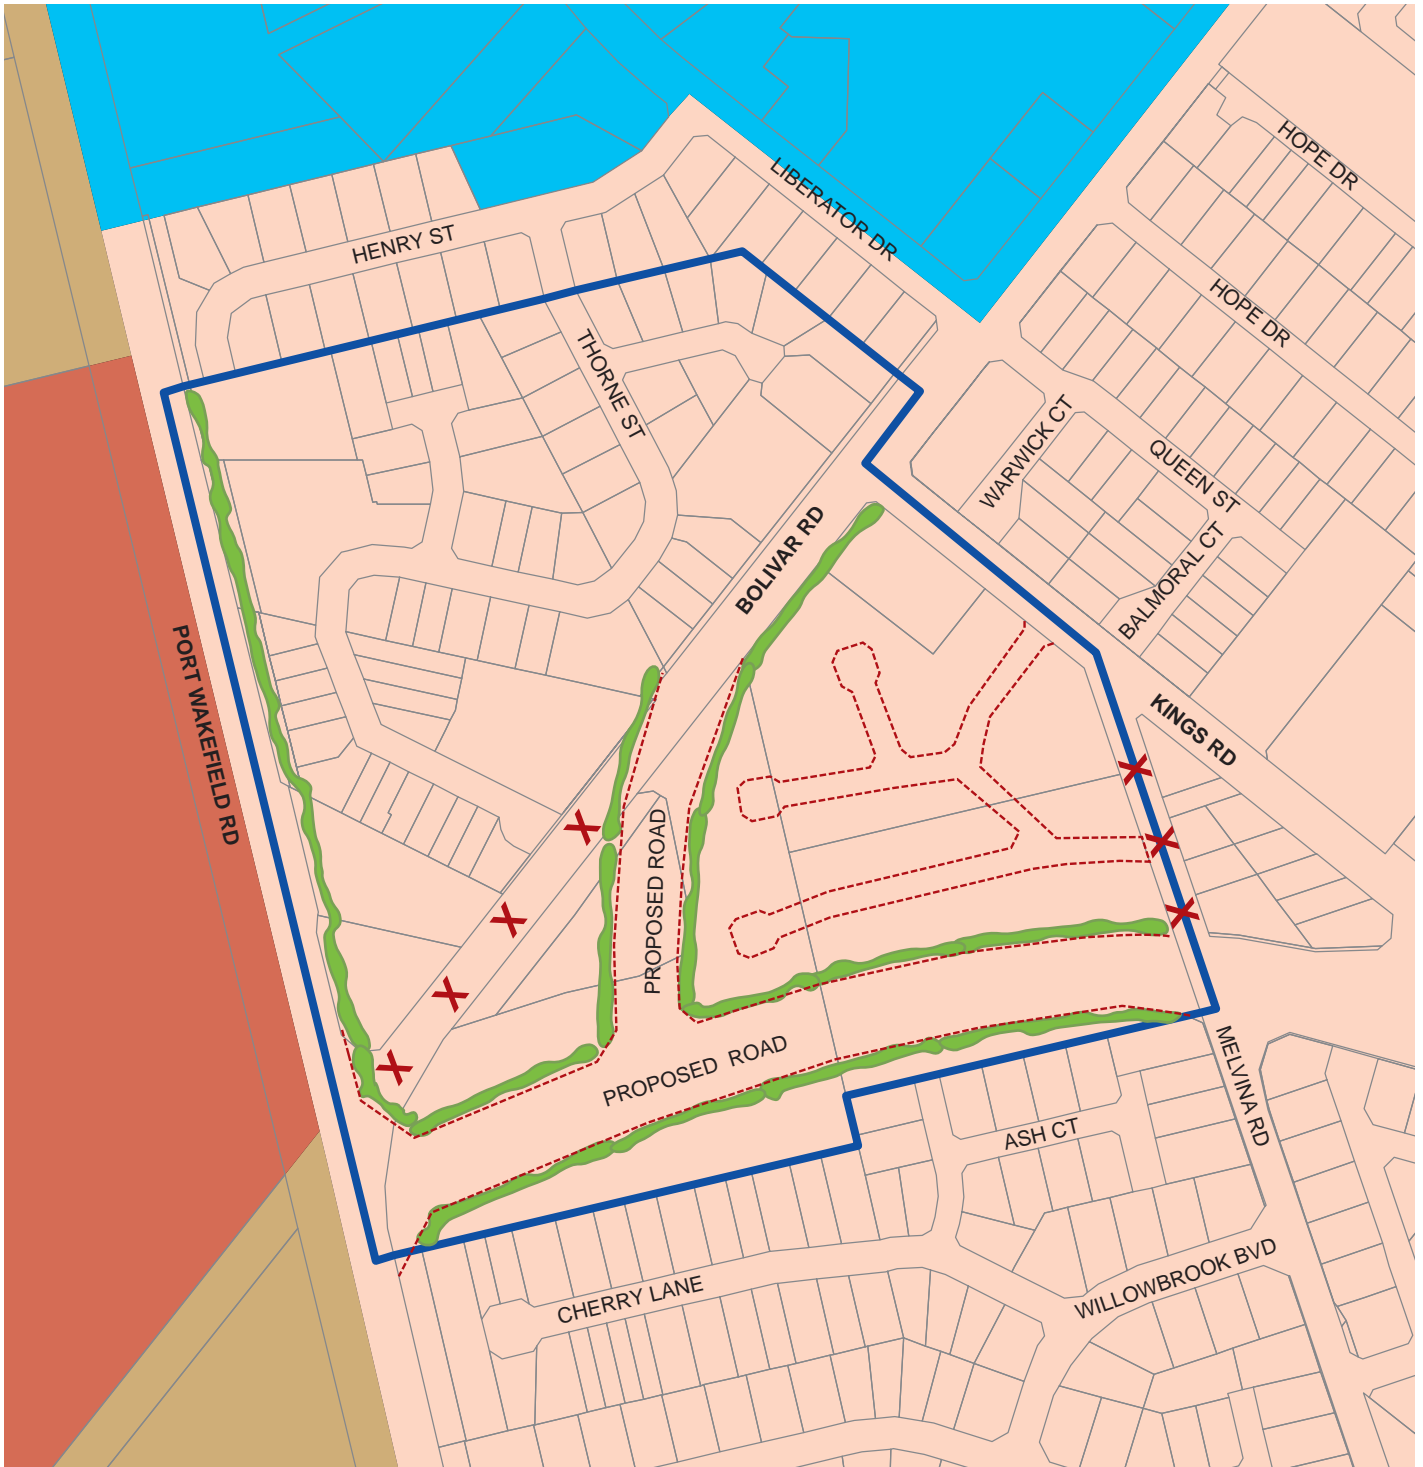 HOPE DR
LIBERATOR DR
HENRY ST
HOPE DR
THORNE ST
WARWICK CT
QUEEN ST
BOLIVAR RD
BALMORAL CT
PORT WAKEFIELD RD
KINGS RD
PROPOSED ROAD
PROPOSED ROAD
MELVINA RD
ASH CT
WILLOWBROOK BVD
CHERRY LANE